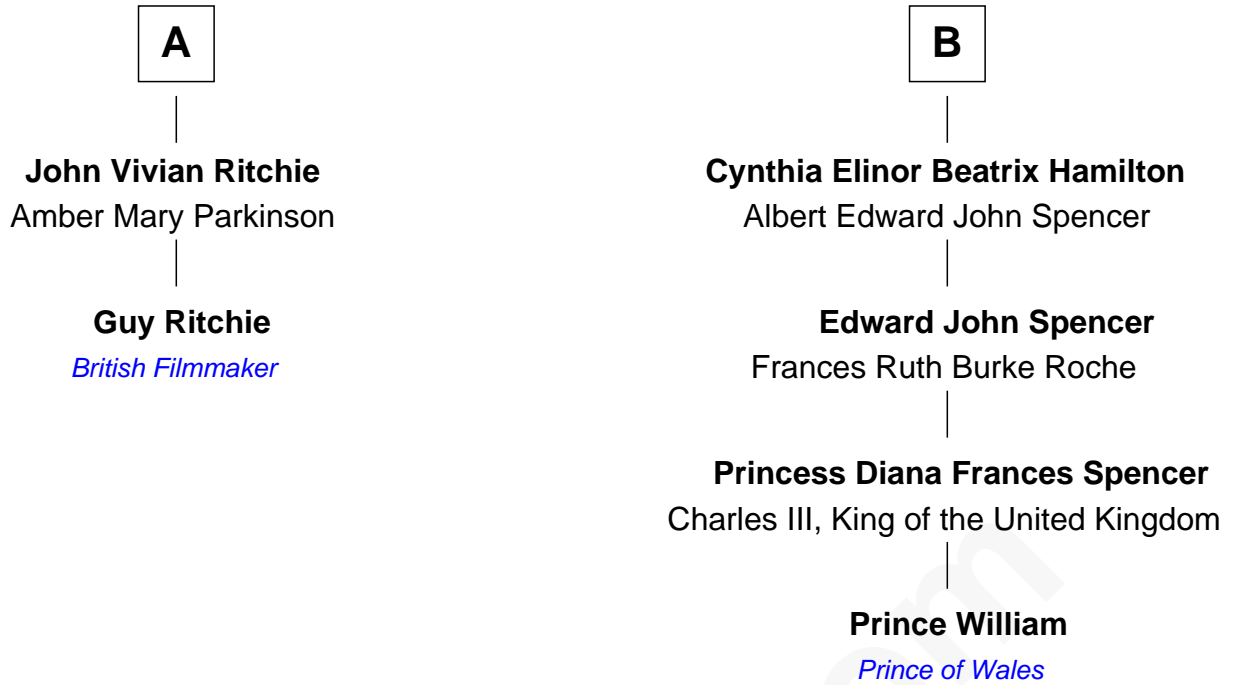 A
John Vivian Ritchie
Amber Mary Parkinson
Guy Ritchie
British Filmmaker
B
Cynthia Elinor Beatrix Hamilton
Albert Edward John Spencer
Edward John Spencer
Frances Ruth Burke Roche
Princess Diana Frances Spencer
Charles III, King of the United Kingdom
Prince William
Prince of Wales